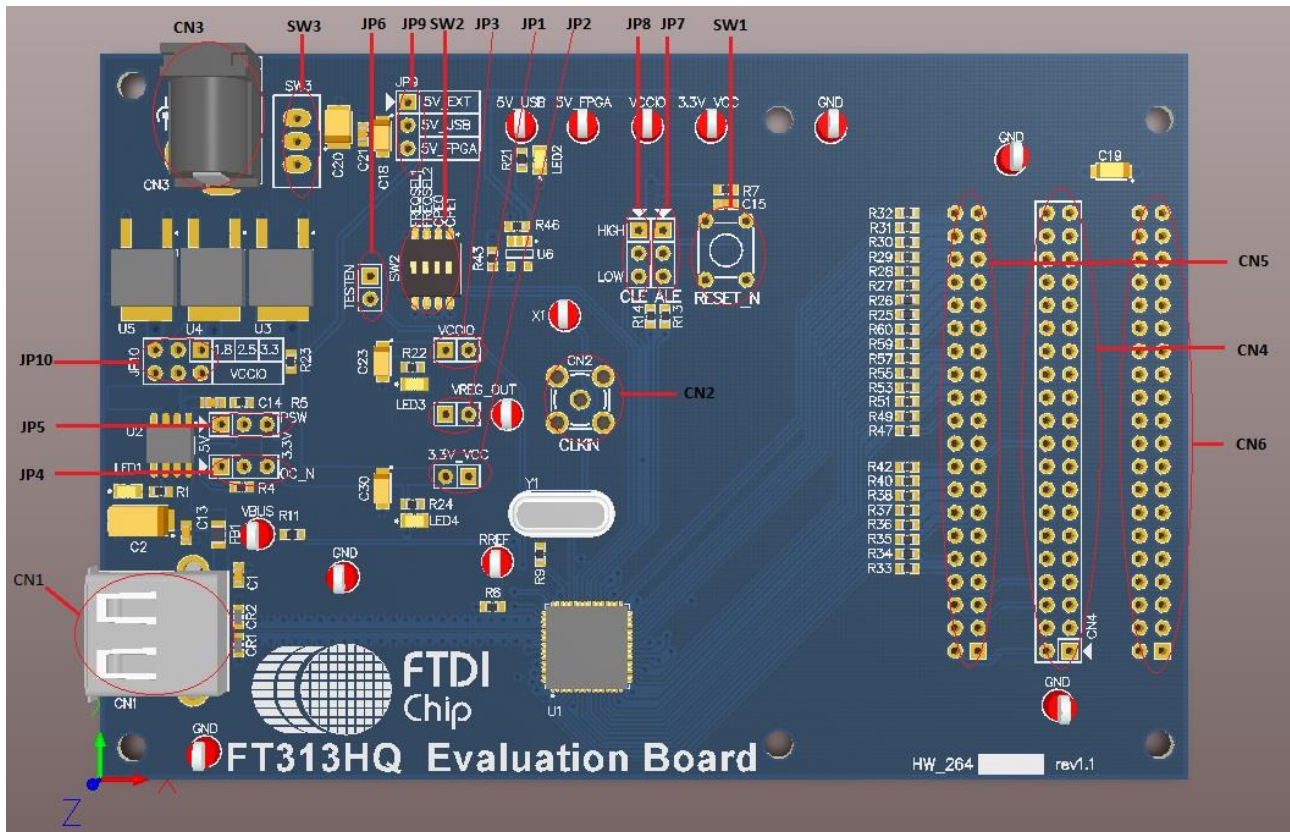 CN3
SW3
JP6
JP9
SW2
JP3
JP1
JP2
JP8
JP7
SW1
SW3
JP9
5V_EXT
5V_USB
5V_FPGA
5V_USB
5V_FPGA
VCCIO
3.3V_VCC
GND
GND
C19
C20
C21
C18
R21
LED2
CN3
FREQSEL1
FREQSEL2
CPE0
CPE1
SW2
R46
R43
U6
R7
C15
HIGH
LOW
CLE
ALE
RESET_N
R14
R13
TESTEN
X1
U5
U4
U3
JP10
JP10
1.8
2.5
3.3
VCCIO
R23
VCCIO
C23
R22
LED3
VREG_OUT
CN2
CN2
CLKIN
C14
R5
PSW
JP5
U2
5V
3.3V
JP4
OC_N
LED1
R1
R4
3.3V_VCC
C30
R24
LED4
Y1
C2
C13
FB1
VBUS
R11
GND
RREF
R9
R6
CN1
C1
CR2
CR1
CN1
U1
R32
R31
R30
R29
R28
R27
R26
R25
R60
R59
R57
R55
R53
R51
R49
R47
R42
R40
R38
R37
R36
R35
R34
R33
CN5
CN4
CN6
CN4
GND
GND
FTDI
Chip
FT313HQ Evaluation Board
HW_264
rev1.1
Z
X